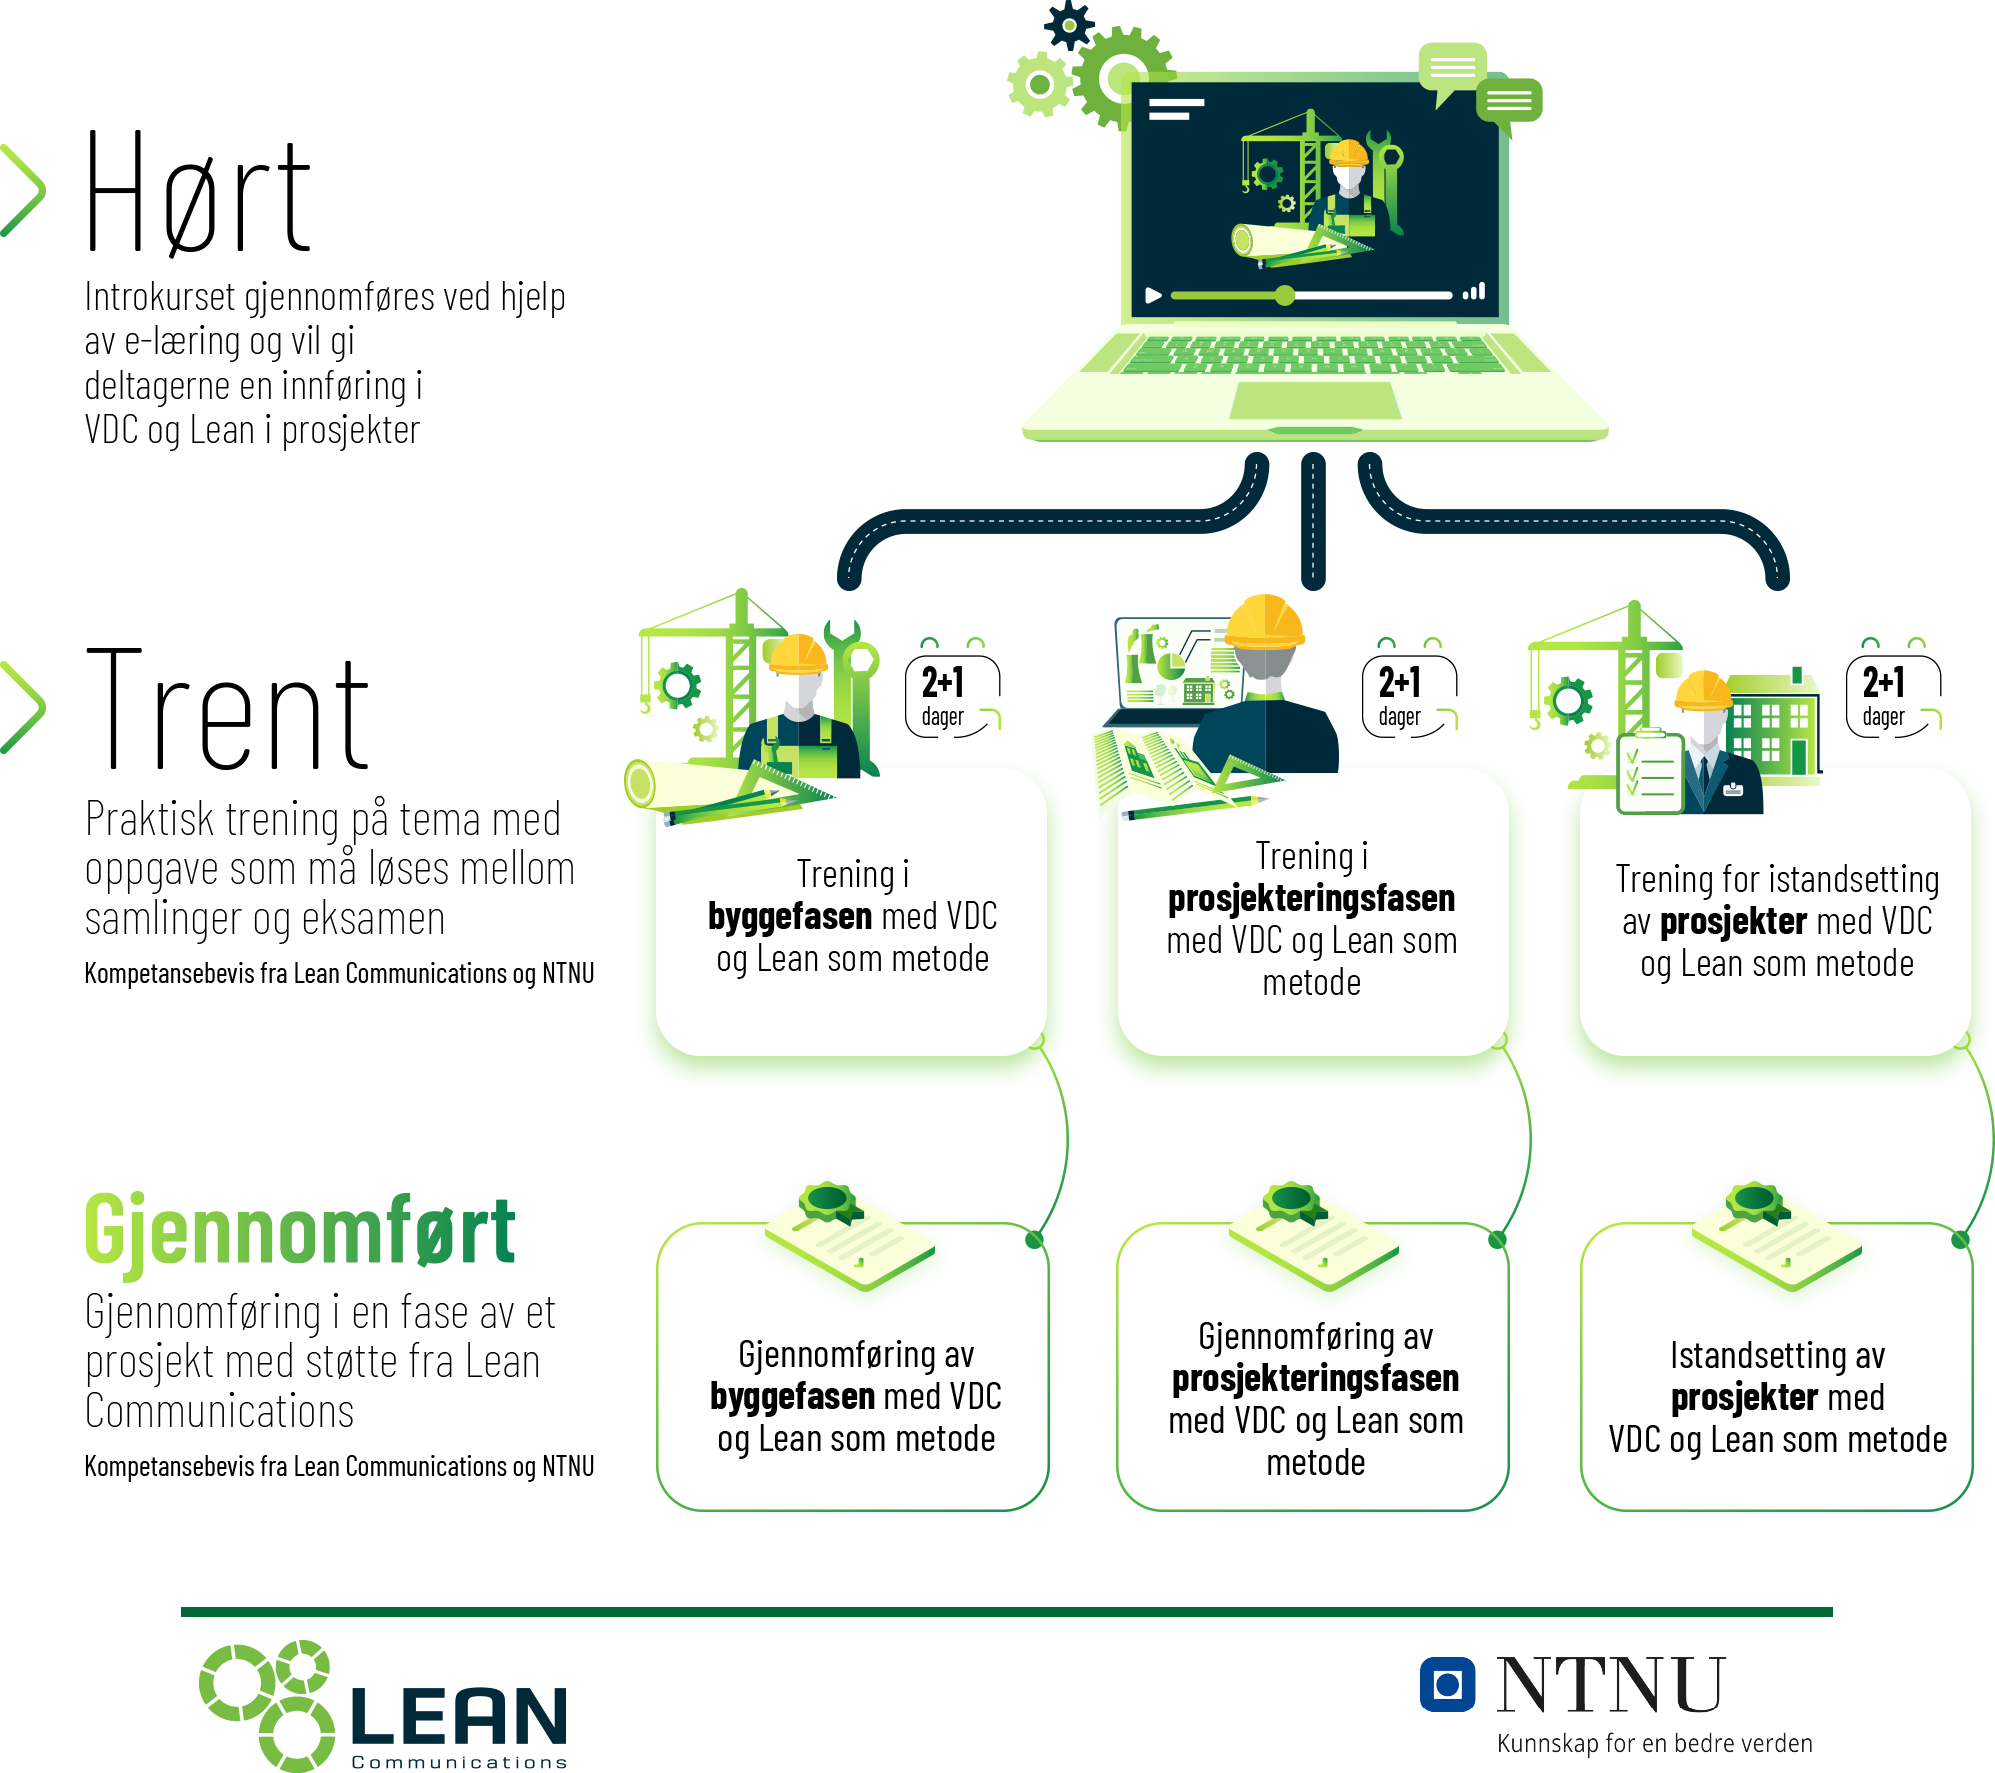 Hørt
Introkurset gjennomføres ved hjelp
av e-læring og vil gi
deltagerne en innføring i
VDC og Lean i prosjekter
Trent
Praktisk trening på tema med
oppgave som må løses mellom
samlinger og eksamen
Kompetansebevis fra Lean Communications og NTNU
2+1
dager
Trening i
byggefasen med VDC
og Lean som metode
2+1
dager
Trening i
prosjekteringsfasen
med VDC og Lean som
metode
2+1
dager
Trening for istandsetting
av prosjekter med VDC
og Lean som metode
Gjennomført
Gjennomføring i en fase av et
prosjekt med støtte fra Lean
Communications
Kompetansebevis fra Lean Communications og NTNU
Gjennomføring av
byggefasen med VDC
og Lean som metode
Gjennomføring av
prosjekteringsfasen
med VDC og Lean som
metode
Istandsetting av
prosjekter med
VDC og Lean som metode
LEAN
Communications
NTNU
Kunnskap for en bedre verden